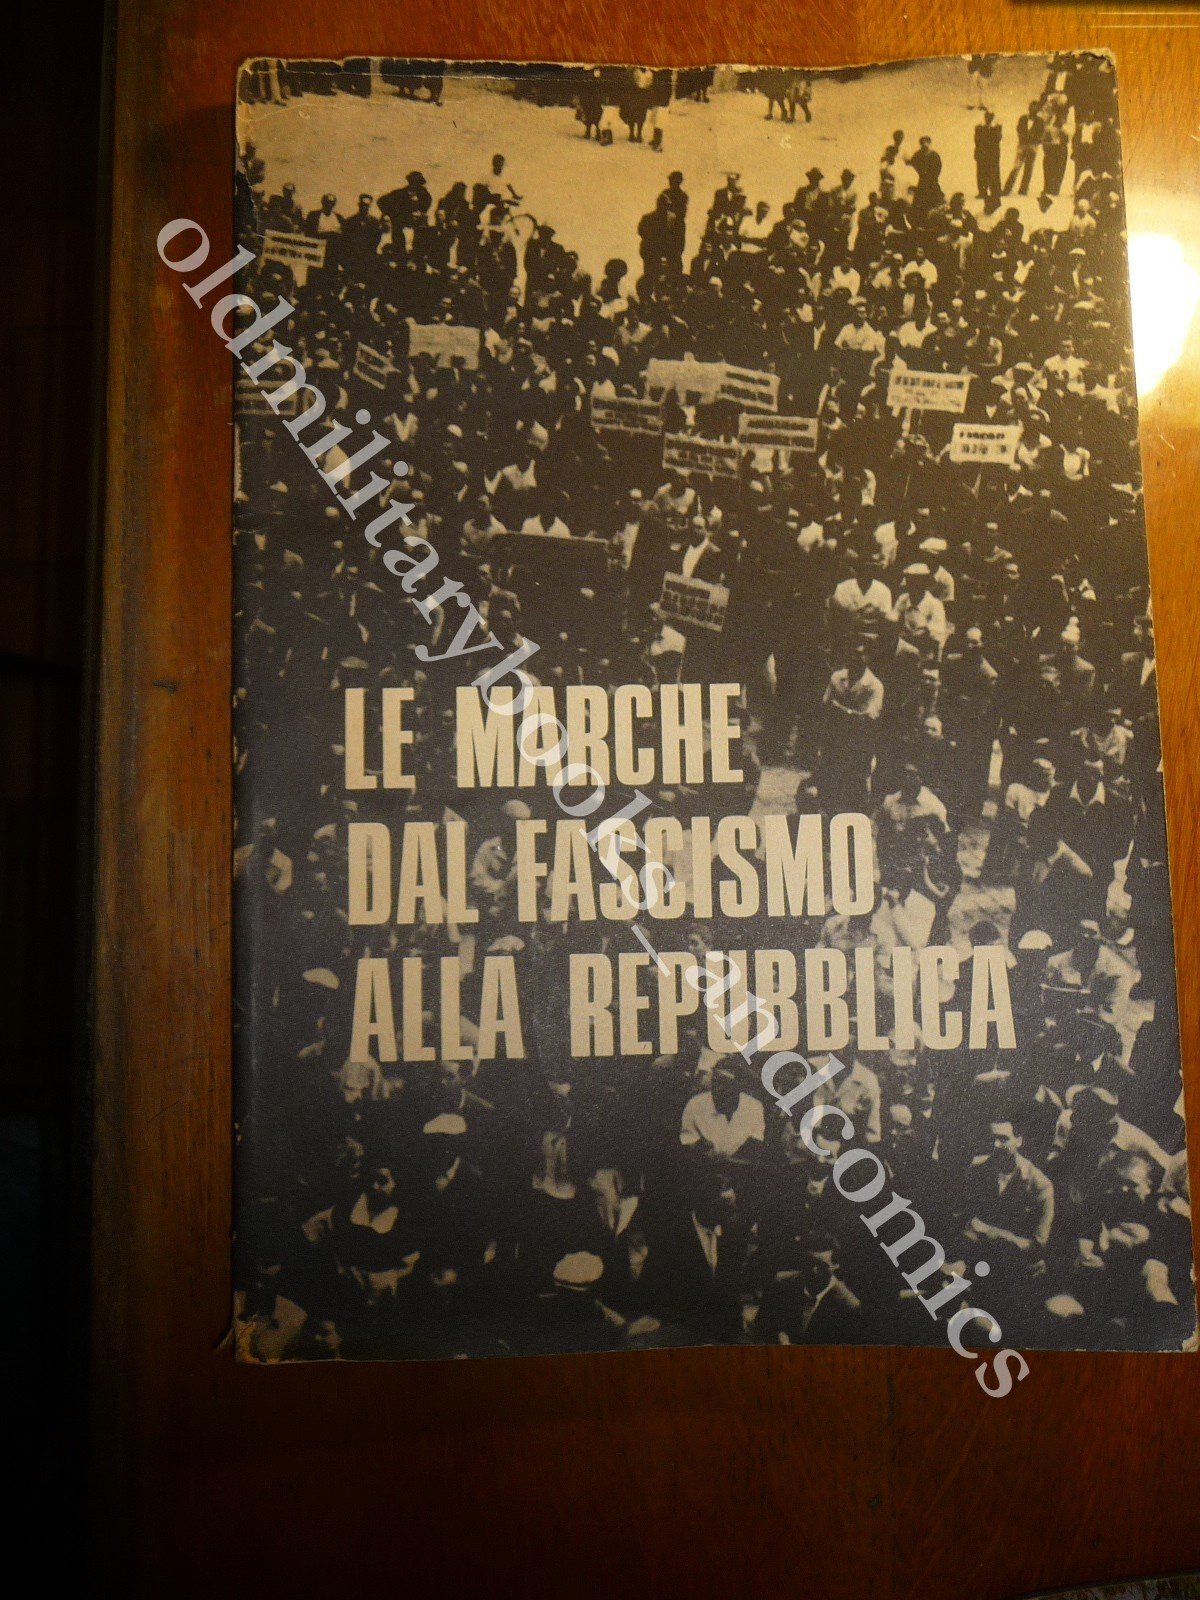 LE MARCHE
DAL FASCISMO
ALLA REPUBBLICA
oldmilitarybooks_andcomics